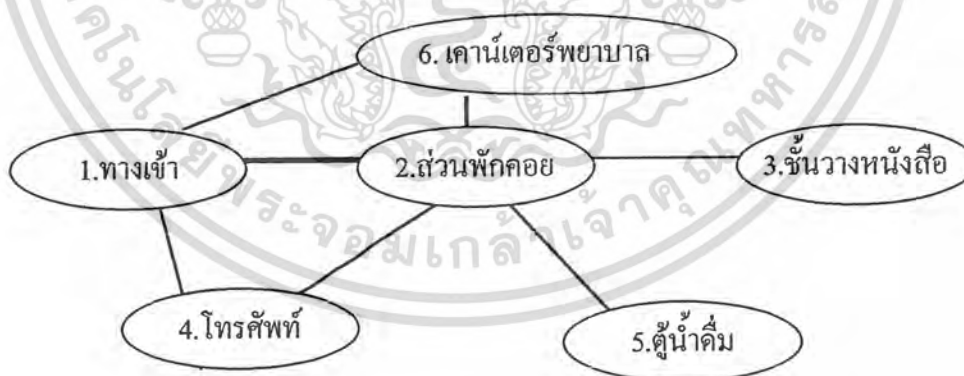 6. เคาน์เตอร์พยาบาล
1.ทางเข้า
2.ส่วนพักคอย
3.ชั้นวางหนังสือ
4.โทรศัพท์
5.ตู้น้ำดื่ม